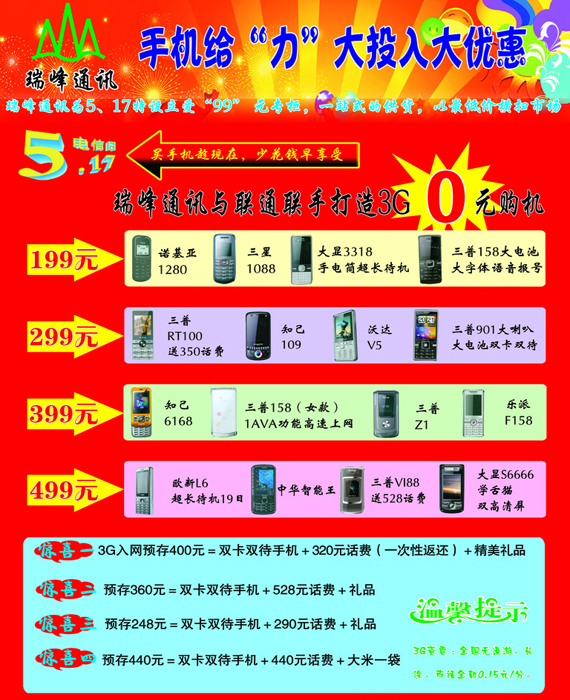 瑞峰通讯
手机给“力”大投入大优惠
瑞峰通讯为5、17特设立受“99”元专柜，一站式的供货，以最低价横扫市场
5.17
电信日
买手机趁现在，少花钱早享受
瑞峰通讯与联通联手打造3G 0元购机
199元
诺基亚
1280
三星
1088
大显3318
手电筒超长待机
三普158大电池
大字体语音报号
299元
三普
RT100
送350话费
知己
109
沃达
V5
三普901大喇叭
大电池双卡双待
399元
知己
6168
三普158（女款）
1AVA功能高速上网
三普
Z1
乐派
F158
499元
欧新L6
超长待机19日
中华智能王
三普VI88
送528话费
大显S6666
学舌猫
双高清屏
惊喜一 3G入网预存400元＝双卡双待手机＋320元话费（一次性返还）＋精美礼品
惊喜二 预存360元＝双卡双待手机＋528元话费＋礼品
惊喜三 预存248元＝双卡双待手机＋290元话费＋礼品
惊喜四 预存440元＝双卡双待手机＋440元话费＋大米一袋
温馨提示
3G资费：全国无漫游、长
途，直拨全国0.15元/分。